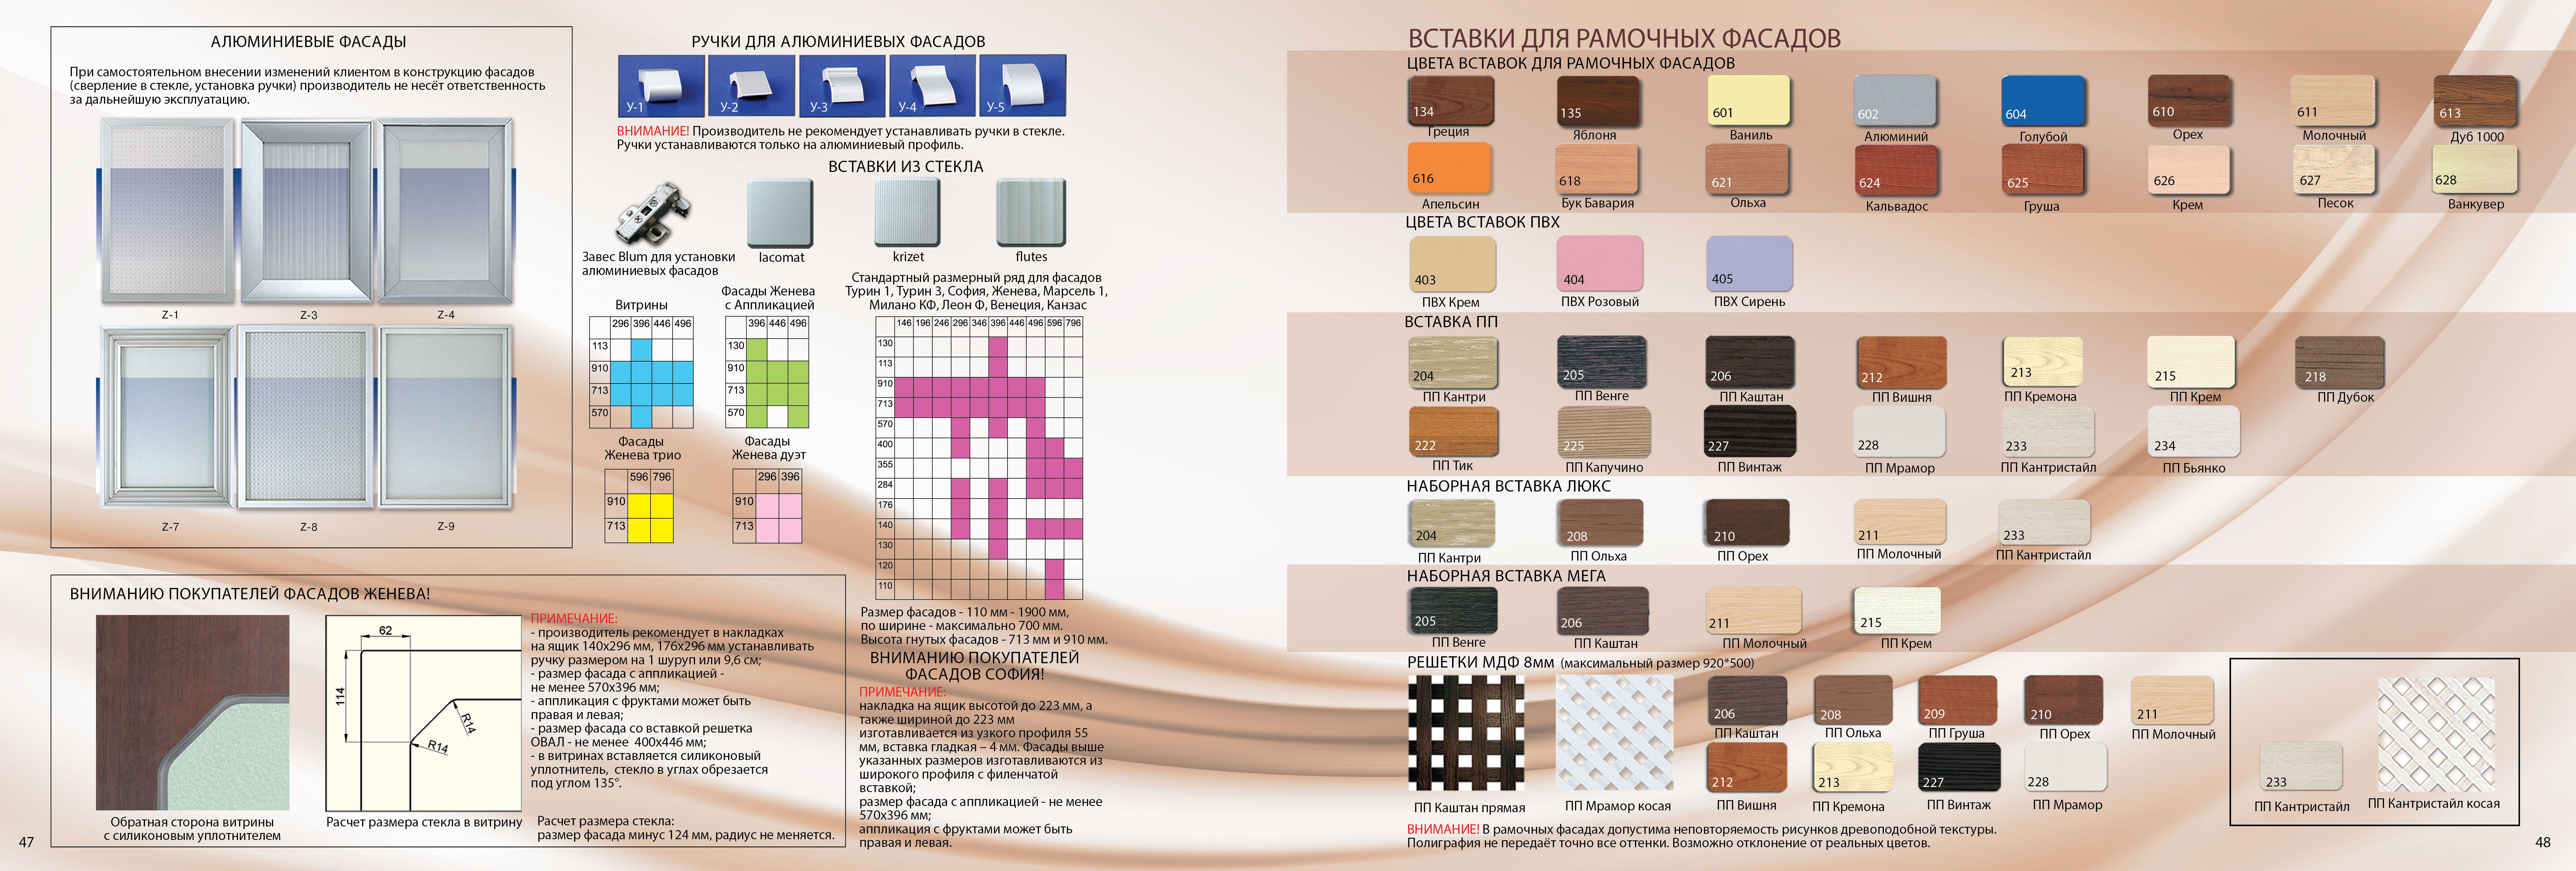 АЛЮМИНИЕВЫЕ ФАСАДЫ
При самостоятельном внесении изменений клиентом в конструкцию фасадов
(сверление в стекле, установка ручки) производитель не несёт ответственность
за дальнейшую эксплуатацию.
Z-1
Z-3
Z-4
Z-7
Z-8
Z-9
РУЧКИ ДЛЯ АЛЮМИНИЕВЫХ ФАСАДОВ
У-1
У-2
У-3
У-4
У-5
ВНИМАНИЕ! Производитель не рекомендует устанавливать ручки в стекле.
Ручки устанавливаются только на алюминиевый профиль.
ВСТАВКИ ИЗ СТЕКЛА
Завес Blum для установки
алюминиевых фасадов
lacomat
krizet
flutes
Витрины
296 396 446 496
113
910
713
570
Фасады Женева
с Аппликацией
396 446 496
130
910
713
570
Стандартный размерный ряд для фасадов
Турин 1, Турин 3, София, Женева, Марсель 1,
Милано КФ, Леон Ф, Венеция, Канзас
146 196 246 296 346 396 446 496 596 796
130
113
910
713
570
400
355
284
176
140
130
120
110
Фасады
Женева трио
596 796
910
713
Фасады
Женева дуэт
296 396
910
713
Размер фасадов - 110 мм - 1900 мм,
по ширине - максимально 700 мм.
Высота гнутых фасадов - 713 мм и 910 мм.
ВНИМАНИЮ ПОКУПАТЕЛЕЙ
ФАСАДОВ СОФИЯ!
ПРИМЕЧАНИЕ:
накладка на ящик высотой до 223 мм, а
также шириной до 223 мм
изготавливается из узкого профиля 55
мм, вставка гладкая – 4 мм. Фасады выше
указанных размеров изготавливаются из
широкого профиля с филенчатой
вставкой;
размер фасада с аппликацией - не менее
570х396 мм;
аппликация с фруктами может быть
правая и левая.
ВНИМАНИЮ ПОКУПАТЕЛЕЙ ФАСАДОВ ЖЕНЕВА!
Обратная сторона витрины
с силиконовым уплотнителем
62
114
R14
R14
Расчет размера стекла в витрину
ПРИМЕЧАНИЕ:
- производитель рекомендует в накладках
на ящик 140х296 мм, 176х296 мм устанавливать
ручку размером на 1 шуруп или 9,6 см;
- размер фасада с аппликацией -
не менее 570х396 мм;
- аппликация с фруктами может быть
правая и левая;
- размер фасада со вставкой решетка
ОВАЛ - не менее 400х446 мм;
- в витринах вставляется силиконовый
уплотнитель, стекло в углах обрезается
под углом 135°.
Расчет размера стекла:
размер фасада минус 124 мм, радиус не меняется.
47
ВСТАВКИ ДЛЯ РАМОЧНЫХ ФАСАДОВ
ЦВЕТА ВСТАВОК ДЛЯ РАМОЧНЫХ ФАСАДОВ
134 135 601 602 604 610 611 613
Греция Яблоня Ваниль Алюминий Голубой Орех Молочный Дуб 1000
616 618 621 624 625 626 627 628
Апельсин Бук Бавария Ольха Кальвадос Груша Крем Песок Ванкувер
ЦВЕТА ВСТАВОК ПВХ
403 404 405
ПВХ Крем ПВХ Розовый ПВХ Сирень
ВСТАВКА ПП
204 205 206 212 213 215 218
ПП Кантри ПП Венге ПП Каштан ПП Вишня ПП Кремона ПП Крем ПП Дубок
222 225 227 228 233 234
ПП Тик ПП Капучино ПП Винтаж ПП Мрамор ПП Кантристайл ПП Бьянко
НАБОРНАЯ ВСТАВКА ЛЮКС
204 208 210 211 233
ПП Кантри ПП Ольха ПП Орех ПП Молочный ПП Кантристайл
НАБОРНАЯ ВСТАВКА МЕГА
205 206 211 215
ПП Венге ПП Каштан ПП Молочный ПП Крем
РЕШЕТКИ МДФ 8мм (максимальный размер 920*500)
206 208 209 210 211
ПП Каштан ПП Ольха ПП Груша ПП Орех ПП Молочный
212 213 227 228 233
ПП Каштан прямая ПП Мрамор косая ПП Вишня ПП Кремона ПП Винтаж ПП Мрамор ПП Кантристайл ПП Кантристайл косая
ВНИМАНИЕ! В рамочных фасадах допустима неповторяемость рисунков древоподобной текстуры.
Полиграфия не передаёт точно все оттенки. Возможно отклонение от реальных цветов.
48